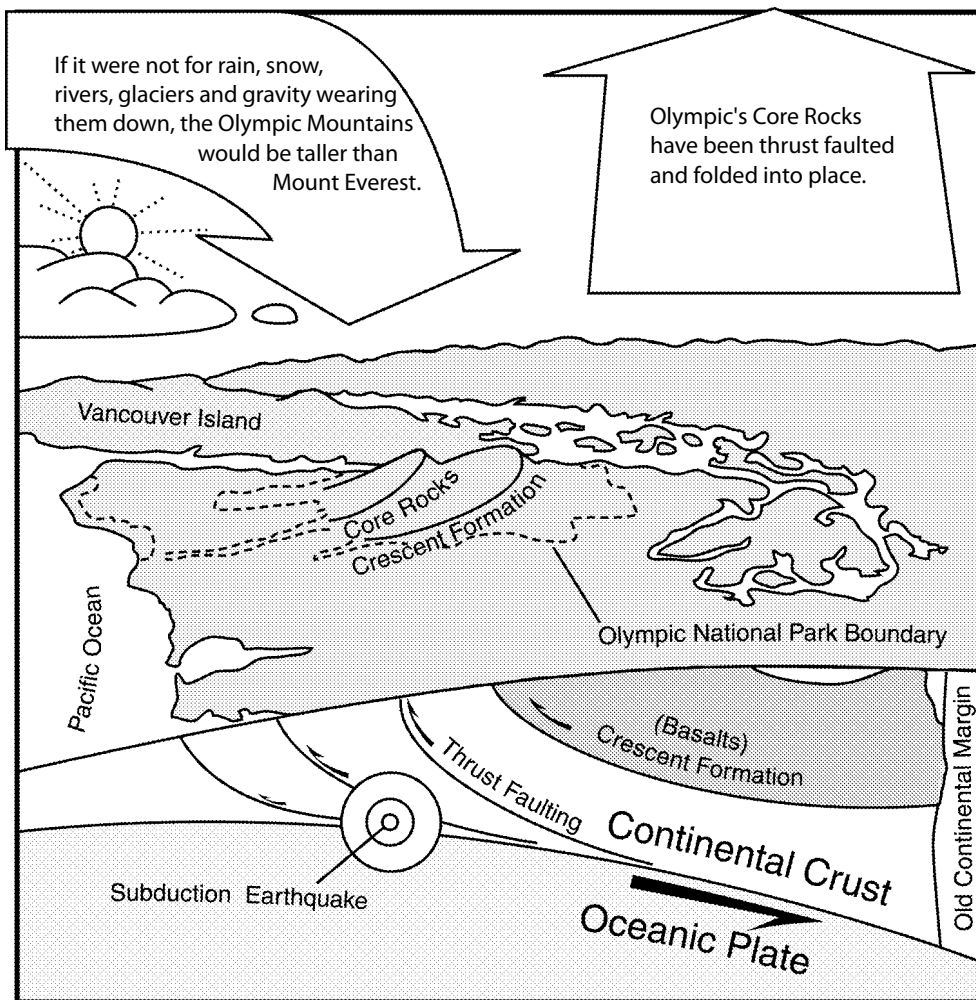 If it were not for rain, snow,
rivers, glaciers and gravity wearing
them down, the Olympic Mountains
would be taller than
Mount Everest.
Olympic's Core Rocks
have been thrust faulted
and folded into place.
Vancouver Island
Core Rocks
Crescent Formation
Olympic National Park Boundary
Pacific Ocean
(Basalts)
Crescent Formation
Thrust Faulting
Continental Crust
Old Continental Margin
Subduction Earthquake
Oceanic Plate